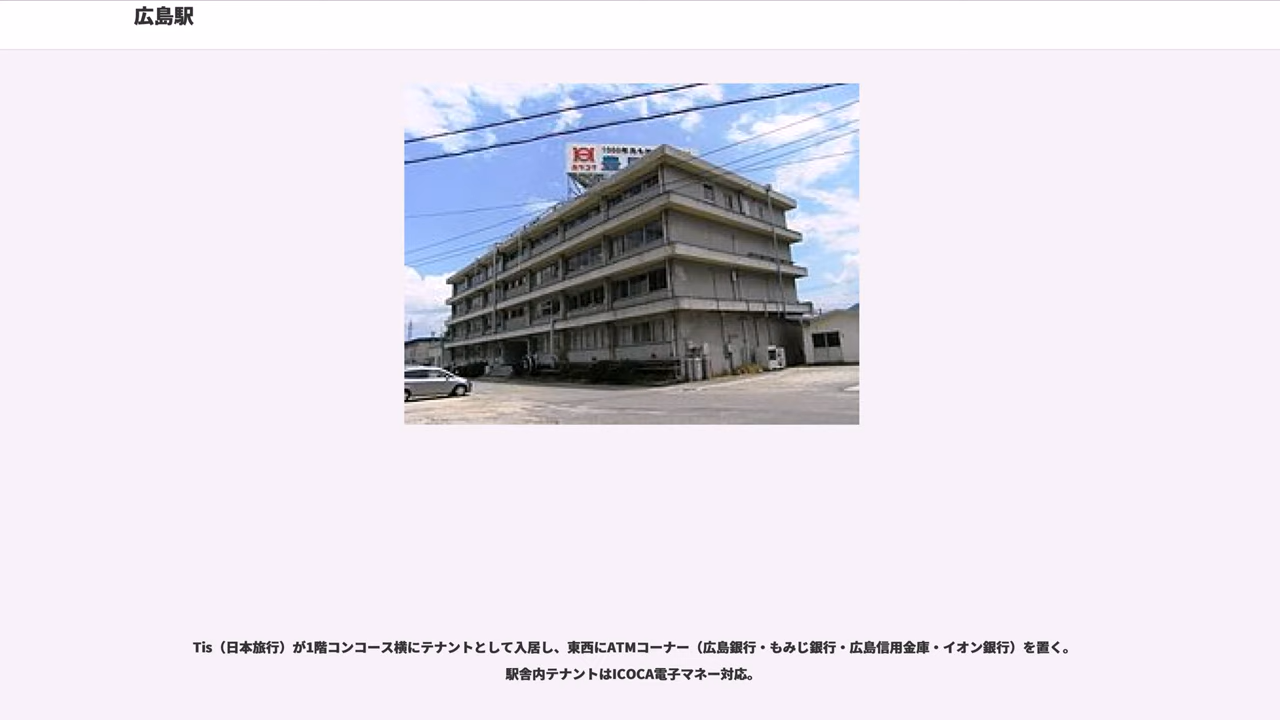 広島駅
Tis（日本旅行）が1階コンコース横にテナントとして入居し、東西にATMコーナー（広島銀行・もみじ銀行・広島信用金庫・イオン銀行）を置く。
駅舎内テナントはICOCA電子マネー対応。